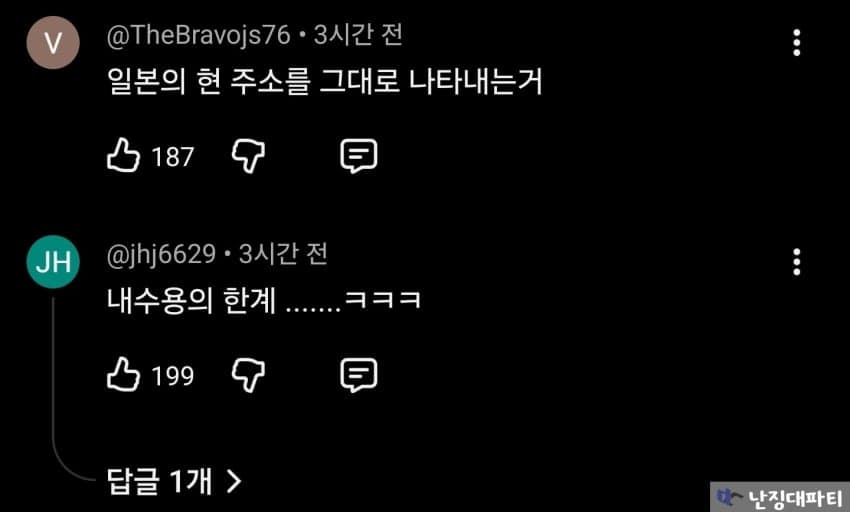 V
@TheBravojs76 • 3시간 전
일본의 현 주소를 그대로 나타내는거
187
JH
@jhj6629 • 3시간 전
내수용의 한계 .......ㅋㅋㅋ
199
답글 1개 >
난징대파티